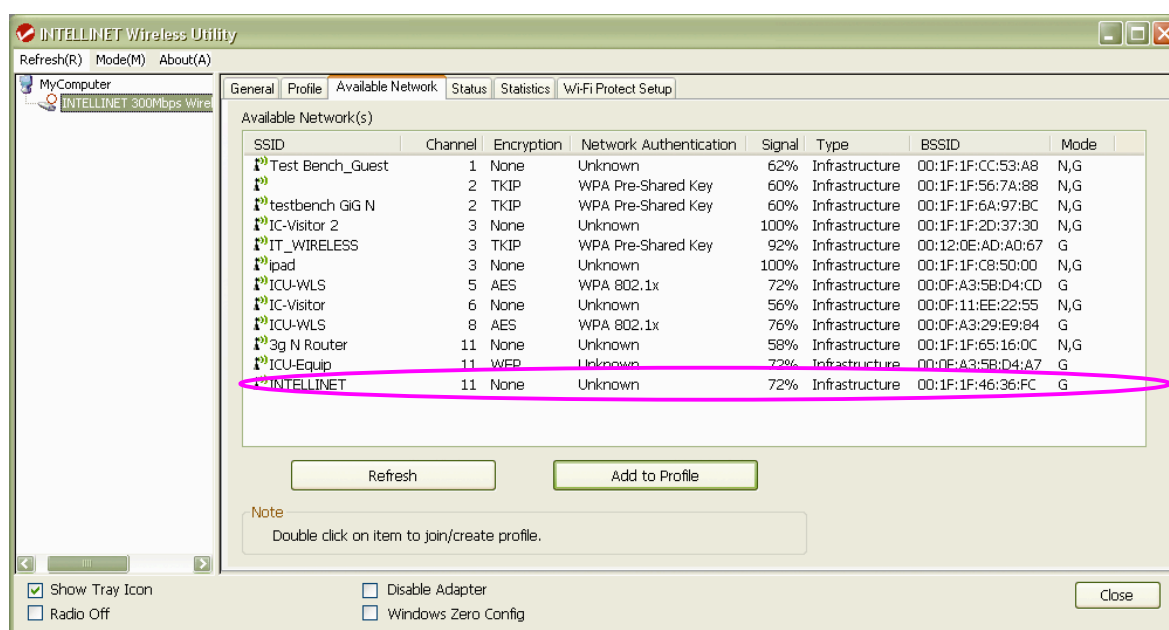 INTELLINET Wireless Utility
Refresh(R) Mode(M) About(A)
MyComputer
INTELLINET 300Mbps Wirel
General Profile Available Network Status Statistics Wi-Fi Protect Setup
Available Network(s)
SSID Channel Encryption Network Authentication Signal Type BSSID Mode
Test Bench_Guest 1 None Unknown 62% Infrastructure 00:1F:1F:CC:53:A8 N,G
2 TKIP WPA Pre-Shared Key 60% Infrastructure 00:1F:1F:56:7A:88 N,G
testbench GiG N 2 TKIP WPA Pre-Shared Key 60% Infrastructure 00:1F:1F:6A:97:BC N,G
IC-Visitor 2 3 None Unknown 100% Infrastructure 00:1F:1F:2D:37:30 N,G
IT_WIRELESS 3 TKIP WPA Pre-Shared Key 92% Infrastructure 00:12:0E:AD:A0:67 G
ipad 3 None Unknown 100% Infrastructure 00:1F:1F:C8:50:00 N,G
ICU-WLS 5 AES WPA 802.1x 72% Infrastructure 00:0F:A3:5B:D4:CD G
IC-Visitor 6 None Unknown 56% Infrastructure 00:0F:11:EE:22:55 N,G
ICU-WLS 8 AES WPA 802.1x 76% Infrastructure 00:0F:A3:29:E9:84 G
3g N Router 11 None Unknown 58% Infrastructure 00:1F:1F:65:16:0C N,G
ICU-Equip 11 WEP Unknown 72% Infrastructure 00:0F:A3:5B:D4:A7 G
INTELLINET 11 None Unknown 72% Infrastructure 00:1F:1F:46:36:FC G
Refresh Add to Profile
Note
Double click on item to join/create profile.
Show Tray Icon Disable Adapter
Radio Off Windows Zero Config
Close